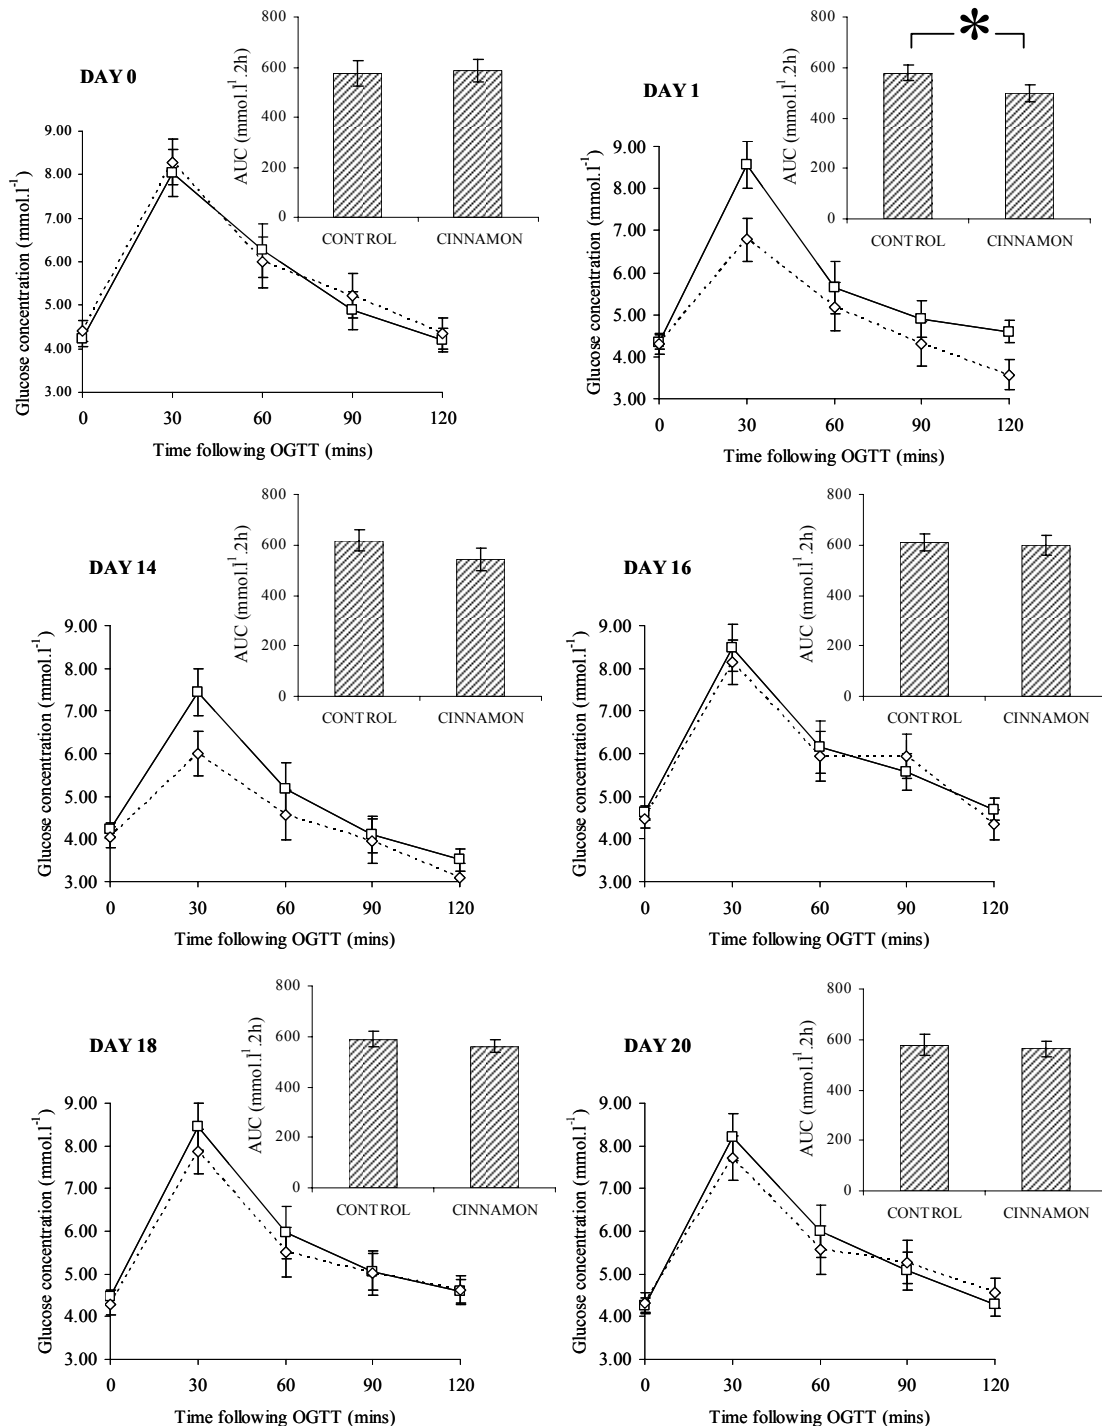 DAY 0
Glucose concentration (mmol.l-1)
9.00
8.00
7.00
6.00
5.00
4.00
3.00
0 30 60 90 120
Time following OGTT (mins)
AUC (mmol.l1.2h)
800
600
400
200
0
CONTROL CINNAMON
DAY 1
Glucose concentration (mmol.l-1)
9.00
8.00
7.00
6.00
5.00
4.00
3.00
0 30 60 90 120
Time following OGTT (mins)
AUC (mmol.l1.2h)
800
600
400
200
0
*
CONTROL CINNAMON
DAY 14
Glucose concentration (mmol.l-1)
9.00
8.00
7.00
6.00
5.00
4.00
3.00
0 30 60 90 120
Time following OGTT (mins)
AUC (mmol.l1.2h)
800
600
400
200
0
CONTROL CINNAMON
DAY 16
Glucose concentration (mmol.l-1)
9.00
8.00
7.00
6.00
5.00
4.00
3.00
0 30 60 90 120
Time following OGTT (mins)
AUC (mmol.l1.2h)
800
600
400
200
0
CONTROL CINNAMON
DAY 18
Glucose concentration (mmol.l-1)
9.00
8.00
7.00
6.00
5.00
4.00
3.00
0 30 60 90 120
Time following OGTT (mins)
AUC (mmol.l1.2h)
800
600
400
200
0
CONTROL CINNAMON
DAY 20
Glucose concentration (mmol.l-1)
9.00
8.00
7.00
6.00
5.00
4.00
3.00
0 30 60 90 120
Time following OGTT (mins)
AUC (mmol.l1.2h)
800
600
400
200
0
CONTROL CINNAMON